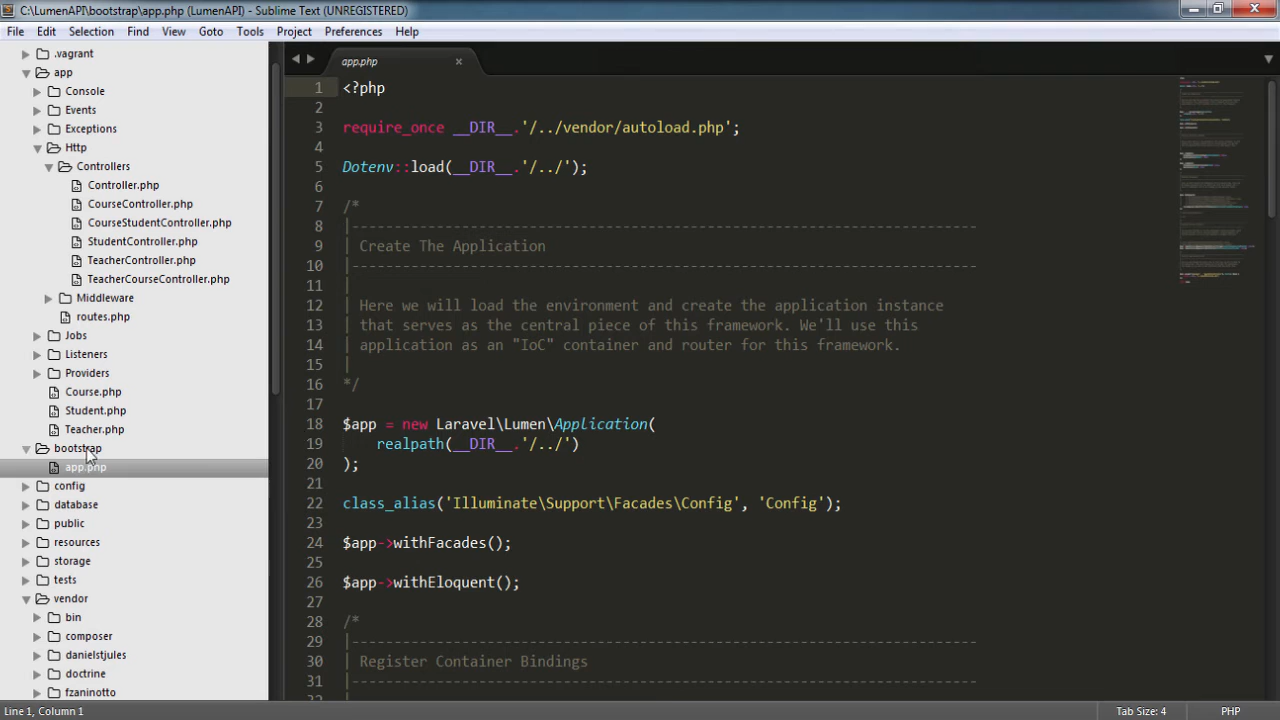 C:\LumenAPI\bootstrap\app.php (LumenAPI) - Sublime Text (UNREGISTERED)
File Edit Selection Find View Goto Tools Project Preferences Help
.vagrant
app
Console
Events
Exceptions
Http
Controllers
Controller.php
CourseController.php
CourseStudentController.php
StudentController.php
TeacherController.php
TeacherCourseController.php
Middleware
routes.php
Jobs
Listeners
Providers
Course.php
Student.php
Teacher.php
bootstrap
app.php
config
database
public
resources
storage
tests
vendor
bin
composer
danielstjules
doctrine
fzaninotto
app.php
1 <?php
2
3 require_once __DIR__.'/../vendor/autoload.php';
4
5 Dotenv::load(__DIR__.'/../');
6
7 /*
8 |--------------------------------------------------------------------------
9 | Create The Application
10 |--------------------------------------------------------------------------
11 |
12 | Here we will load the environment and create the application instance
13 | that serves as the central piece of this framework. We'll use this
14 | application as an "IoC" container and router for this framework.
15 |
16 */
17
18 $app = new Laravel\Lumen\Application(
19 realpath(__DIR__.'/../')
20 );
21
22 class_alias('Illuminate\Support\Facades\Config', 'Config');
23
24 $app->withFacades();
25
26 $app->withEloquent();
27
28 /*
29 |--------------------------------------------------------------------------
30 | Register Container Bindings
31 |--------------------------------------------------------------------------
Line 1, Column 1
Tab Size: 4
PHP